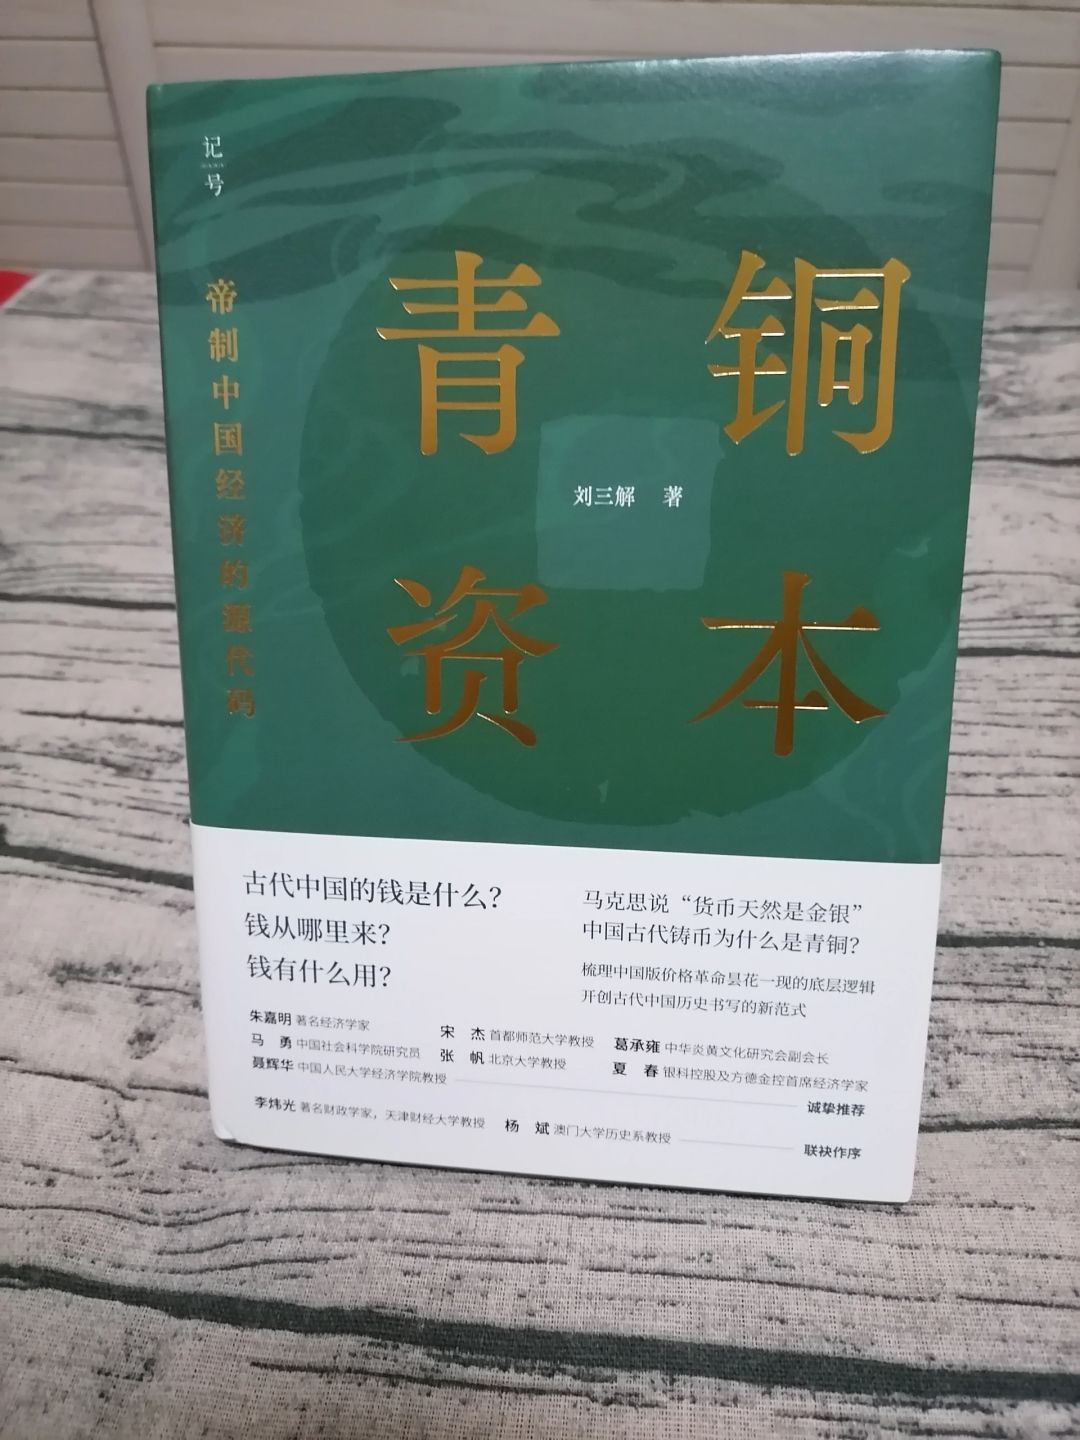 记号
帝制中国经济的源代码
青铜
刘三解 著
资本
古代中国的钱是什么？
钱从哪里来？
钱有什么用？
马克思说“货币天然是金银”
中国古代铸币为什么是青铜？
梳理中国版价格革命昙花一现的底层逻辑
开创古代中国历史书写的新范式
朱嘉明 著名经济学家
马 勇 中国社会科学院研究员
聂辉华 中国人民大学经济学院教授
宋 杰 首都师范大学教授
张 帆 北京大学教授
葛承雍 中华炎黄文化研究会副会长
夏 春 银科控股及方德金控首席经济学家
诚挚推荐
李炜光 著名财政学家，天津财经大学教授
杨 斌 澳门大学历史系教授
联袂作序